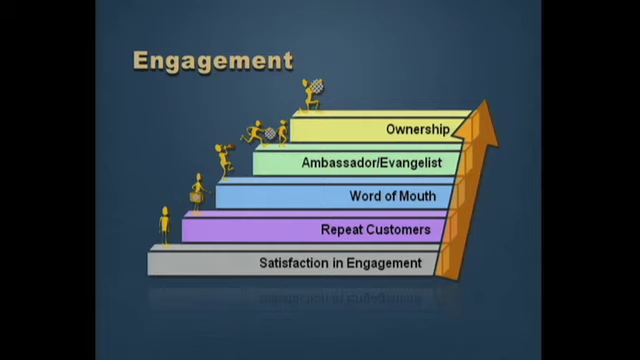 Engagement
Ownership
Ambassador/Evangelist
Word of Mouth
Repeat Customers
Satisfaction in Engagement